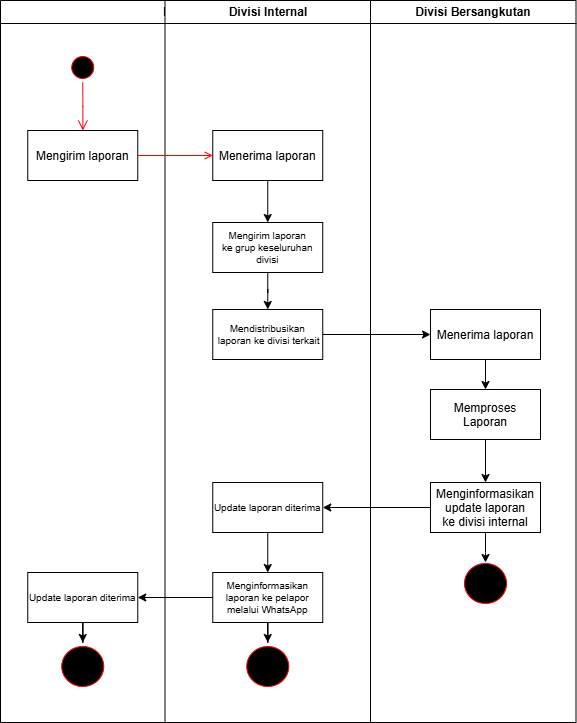 Divisi Internal
Divisi Bersangkutan
Mengirim laporan
Menerima laporan
Mengirim laporan
ke grup keseluruhan
divisi
Mendistribusikan
laporan ke divisi terkait
Menerima laporan
Memproses
Laporan
Menginformasikan
update laporan
ke divisi internal
Update laporan diterima
Menginformasikan
laporan ke pelapor
melalui WhatsApp
Update laporan diterima